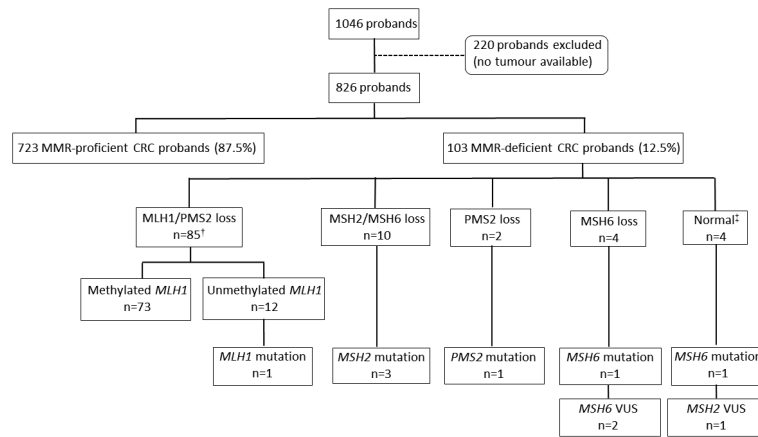 1046 probands
220 probands excluded
(no tumour available)
826 probands
723 MMR-proficient CRC probands (87.5%)
103 MMR-deficient CRC probands (12.5%)
MLH1/PMS2 loss
n=85†
MSH2/MSH6 loss
n=10
PMS2 loss
n=2
MSH6 loss
n=4
Normal‡
n=4
Methylated MLH1
n=73
Unmethylated MLH1
n=12
MLH1 mutation
n=1
MSH2 mutation
n=3
PMS2 mutation
n=1
MSH6 mutation
n=1
MSH6 mutation
n=1
MSH6 VUS
n=2
MSH2 VUS
n=1